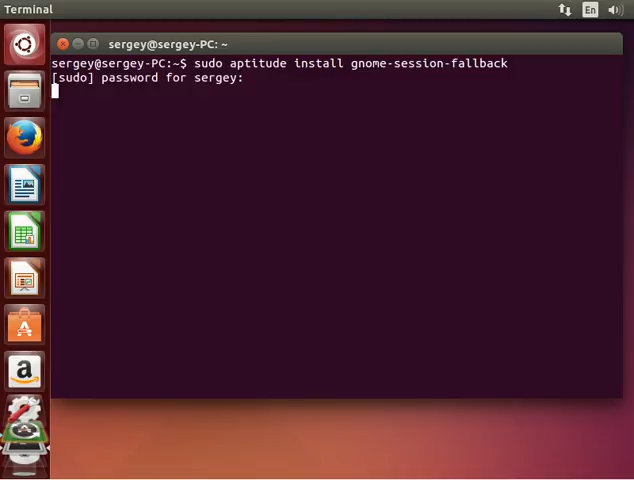 Terminal
En
sergey@sergey-PC: ~
sergey@sergey-PC:~$ sudo aptitude install gnome-session-fallback
[sudo] password for sergey: